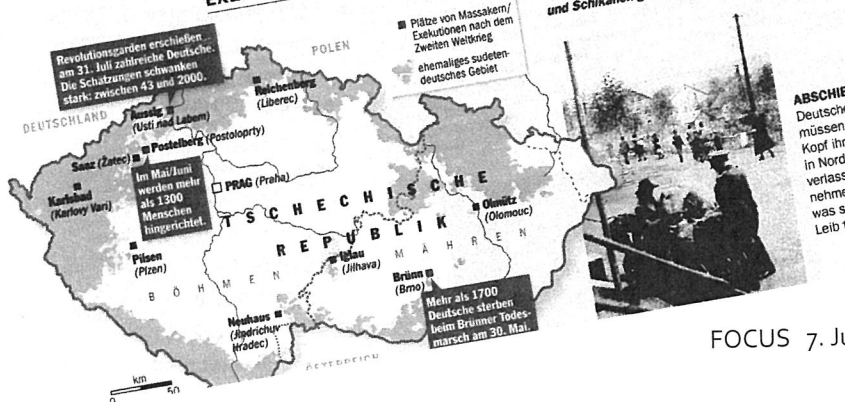 und Schikanen
Plätze von Massakern/
Exekutionen nach dem
Zweiten Weltkrieg
ehemaliges sudeten-
deutsches Gebiet
Revolutionsgarden erschießen
am 31. Juli zahlreiche Deutsche.
Die Schätzungen schwanken
stark: zwischen 43 und 2000.
POLEN
DEUTSCHLAND
Reichenberg
(Liberec)
Aussig
(Usti nad Labem)
Saaz (Žatec)
Postelberg (Postoloprty)
Im Mai/Juni
werden mehr
als 1300
Menschen
hingerichtet.
Karlsbad
(Karlovy Vari)
PRAG (Praha)
TSCHECHISCHE
REPUBLIK
Pilsen
(Plzen)
BÖHMEN
MÄHREN
Olmütz
(Olomouc)
Iglau
(Jilhava)
Brünn
(Brno)
Mehr als 1700
Deutsche sterben
beim Brünner Todes-
marsch am 30. Mai.
Neuhaus
(Jindrichuv
Hradec)
ÖSTERREICH
km
0 50
ABSCHIE
Deutsche
müssen
Kopf ihr
in Nord
verlass
nehme
was s
Leib
FOCUS 7. Ju